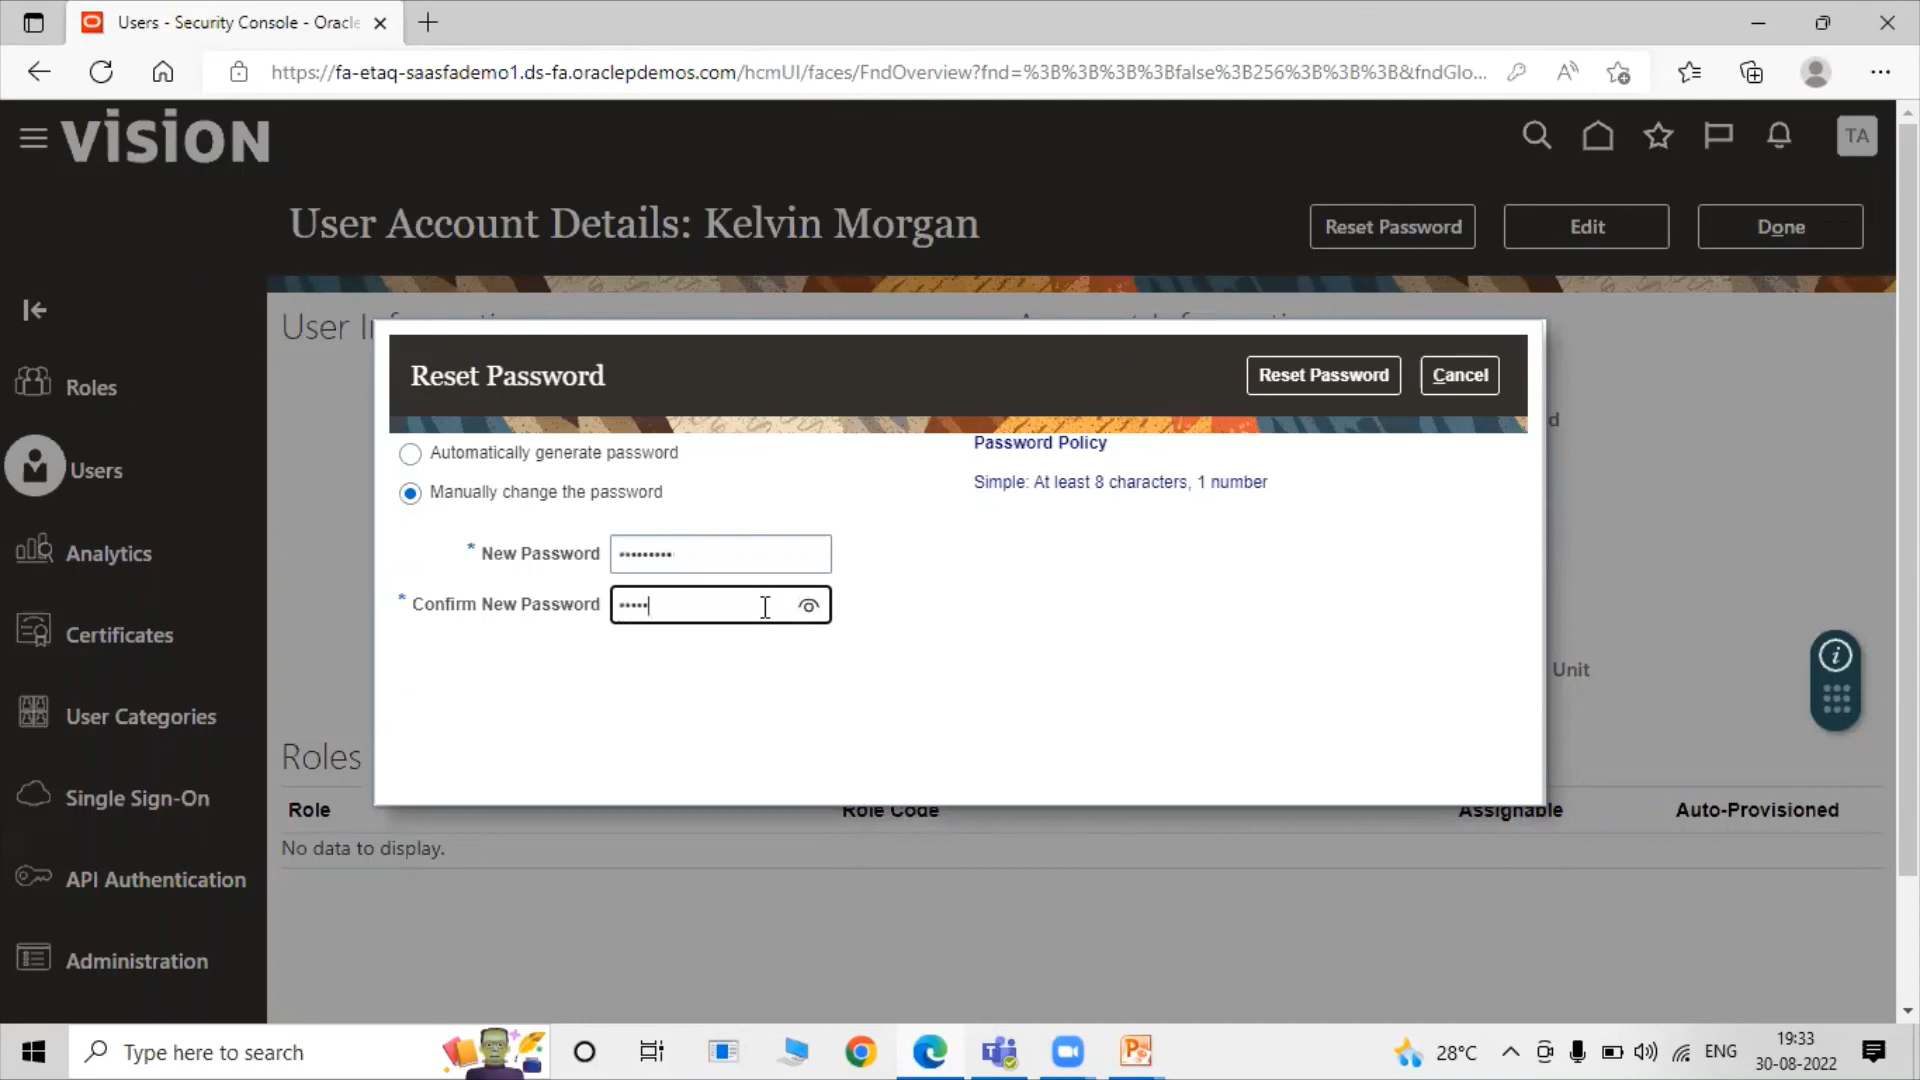 Users - Security Console - Oracle
https://fa-etaq-saasfademo1.ds-fa.oraclepdemos.com/hcmUI/faces/FndOverview?fnd=%3B%3B%3B%3Bfalse%3B256%3B%3B%3B&fndGlo...
VISION
TA
User Account Details: Kelvin Morgan
Reset Password
Edit
Done
User I
Reset Password
Reset Password
Cancel
Automatically generate password
Password Policy
Manually change the password
Simple: At least 8 characters, 1 number
* New Password
•••••••••
* Confirm New Password
•••••
Roles
Users
Analytics
Certificates
User Categories
Single Sign-On
API Authentication
Administration
d
Unit
Roles
Role
Role Code
Assignable
Auto-Provisioned
No data to display.
Type here to search
28°C
ENG
19:33
30-08-2022